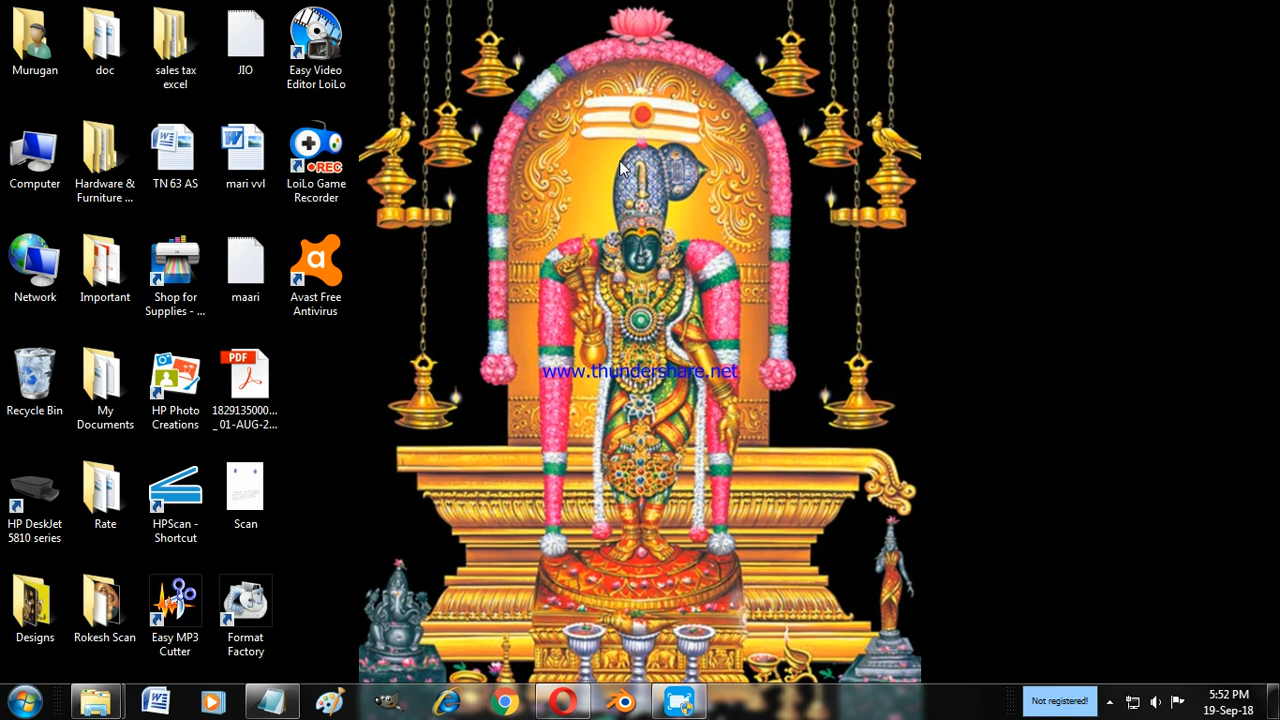 Murugan
doc
sales tax
excel
JIO
Easy Video
Editor LoiLo
Computer
Hardware &
Furniture ...
TN 63 AS
mari vvl
REC
LoiLo Game
Recorder
Network
Important
Shop for
Supplies - ...
maari
a
Avast Free
Antivirus
Recycle Bin
My
Documents
HP Photo
Creations
PDF
1829135000...
_ 01-AUG-2...
www.thundershare.net
HP DeskJet
5810 series
Rate
HPScan -
Shortcut
Scan
Designs
Rokesh Scan
Easy MP3
Cutter
Format
Factory
Not registered!
5:52 PM
19-Sep-18